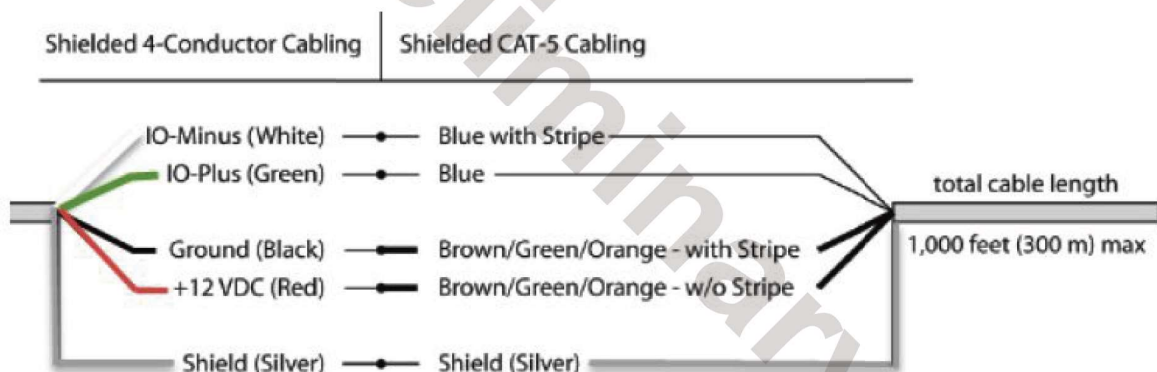 Shielded 4-Conductor Cabling Shielded CAT-5 Cabling
IO-Minus (White) Blue with Stripe
IO-Plus (Green) Blue
total cable length
Ground (Black) Brown/Green/Orange - with Stripe
1,000 feet (300 m) max
+12 VDC (Red) Brown/Green/Orange - w/o Stripe
Shield (Silver) Shield (Silver)
liminary